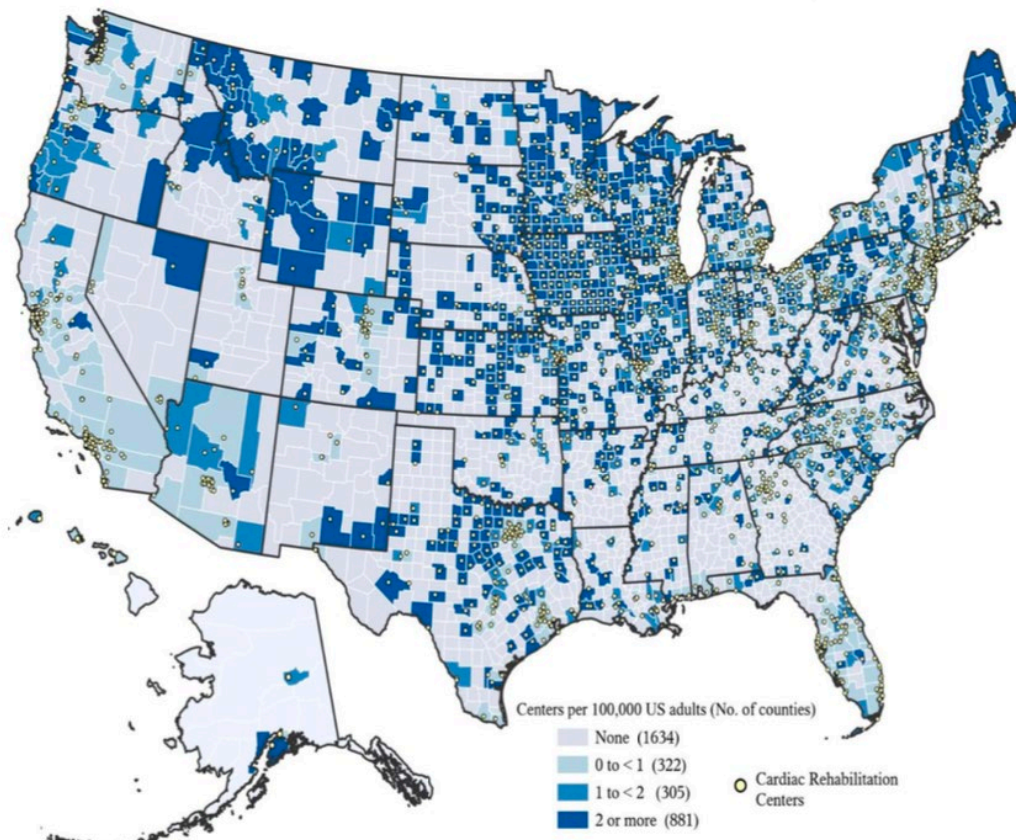 Centers per 100,000 US adults (No. of counties)
None (1634)
0 to < 1 (322)
1 to < 2 (305)
2 or more (881)
Cardiac Rehabilitation
Centers